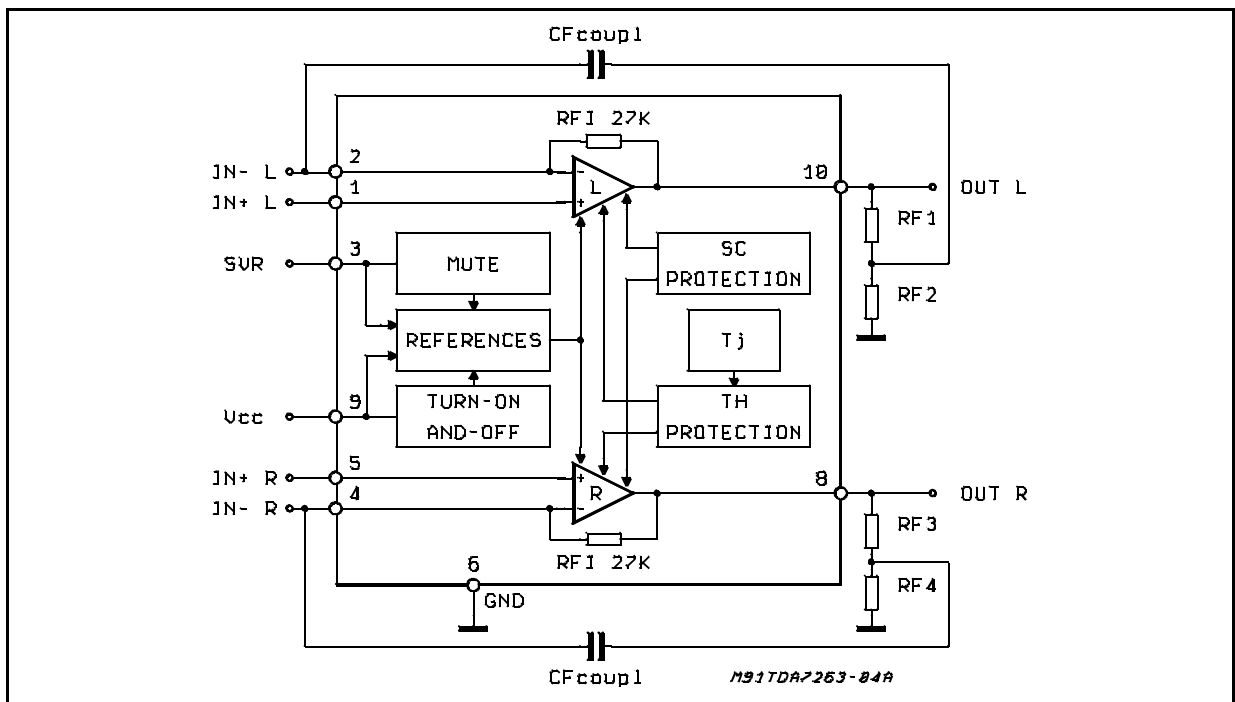 CFcoupl
RFI 27K
IN- L
2
10
OUT L
1
L
IN+ L
RF1
SVR
3
MUTE
SC
PROTECTION
RF2
REFERENCES
Tj
Vcc
9
TURN-ON
AND-OFF
TH
PROTECTION
IN+ R
5
8
OUT R
IN- R
4
R
RF3
RFI 27K
6
GND
RF4
CFcoupl
M91TDA7263-04A